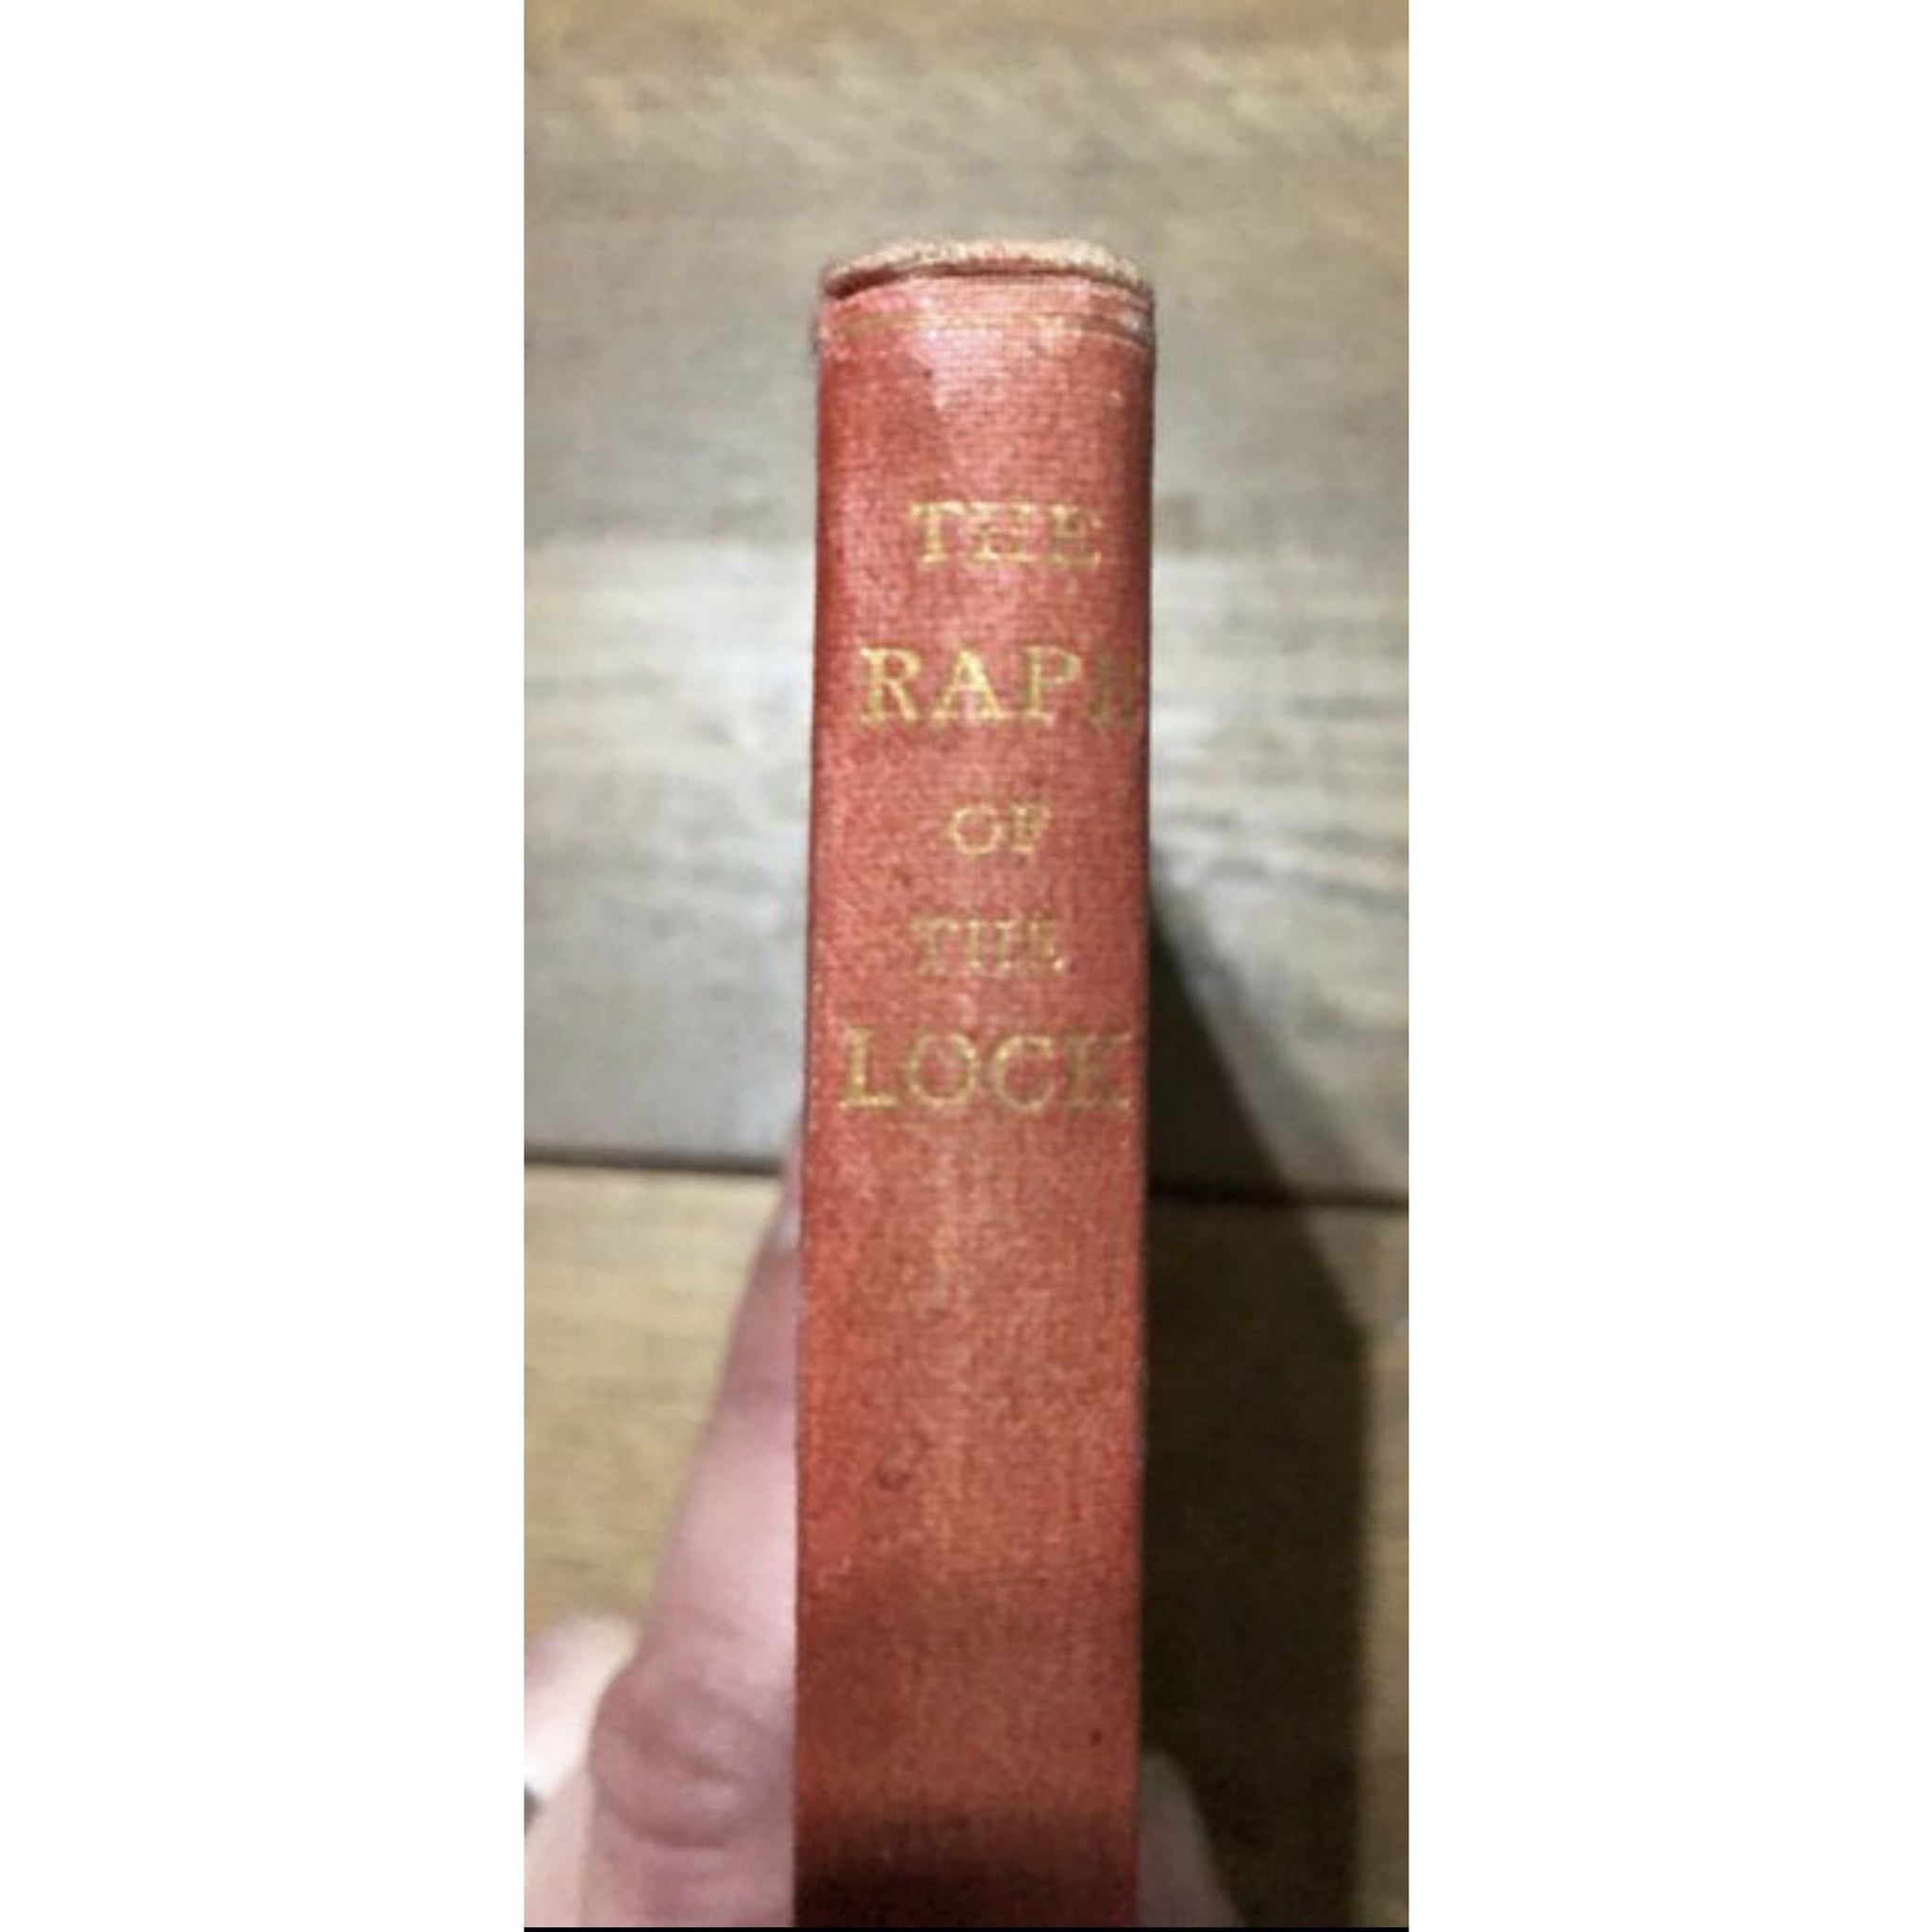 THE
RAPE
OF
THE
LOCK